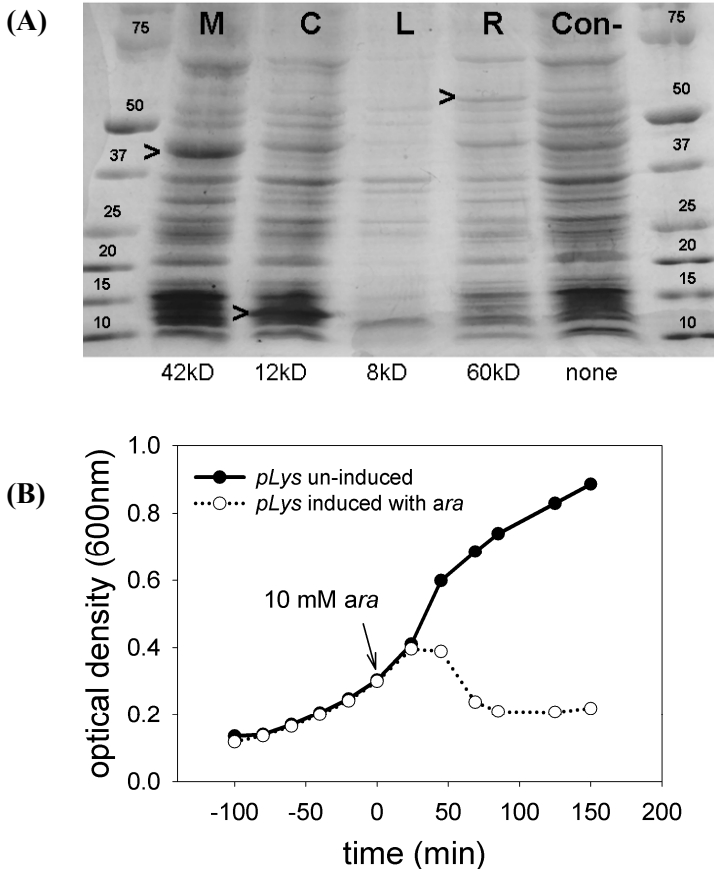 (A)
M C L R Con-
75
50
37
25
20
15
10
>
>
>
75
50
37
25
20
15
10
42kD 12kD 8kD 60kD none
(B)
optical density (600nm)
1.0
0.8
0.6
0.4
0.2
0.0
pLys un-induced
pLys induced with ara
10 mM ara
-100 -50 0 50 100 150 200
time (min)